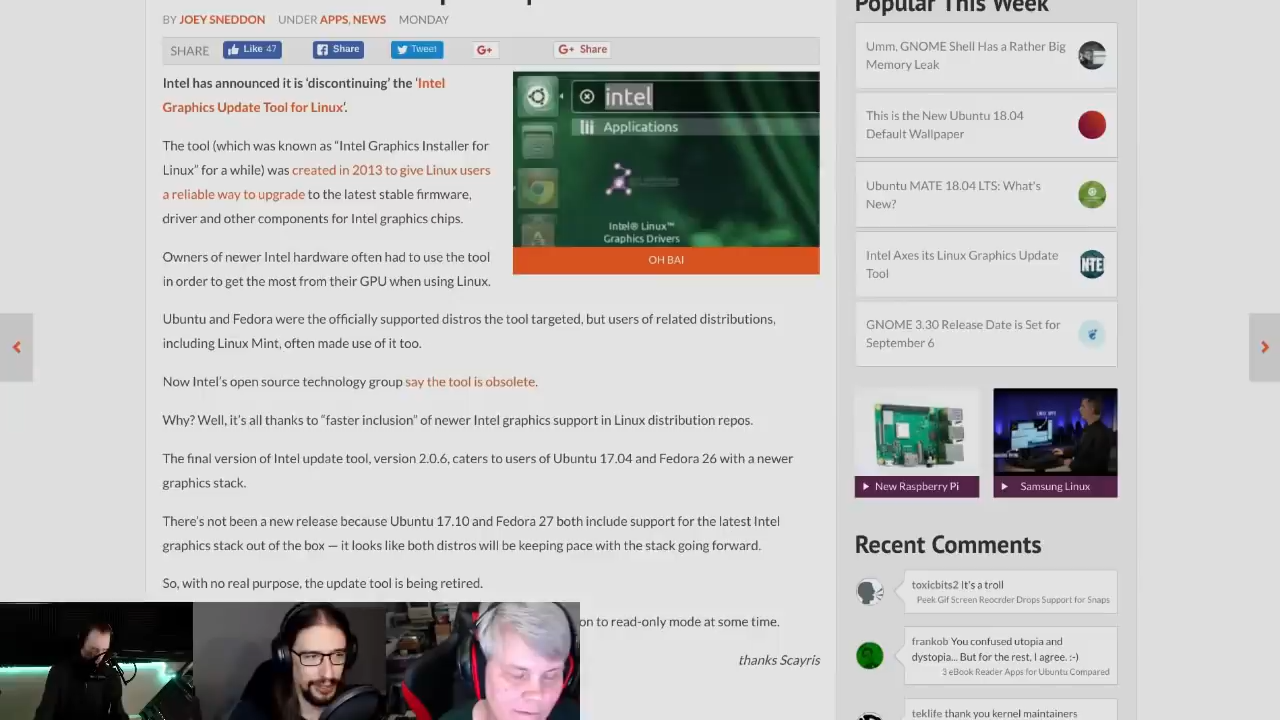 Popular This Week
BY JOEY SNEDDON UNDER APPS, NEWS MONDAY
SHARE Like 47 Share Tweet G+ G+ Share
Intel has announced it is 'discontinuing' the 'Intel
Graphics Update Tool for Linux'.
The tool (which was known as “Intel Graphics Installer for
Linux” for a while) was created in 2013 to give Linux users
a reliable way to upgrade to the latest stable firmware,
driver and other components for Intel graphics chips.
Owners of newer Intel hardware often had to use the tool
in order to get the most from their GPU when using Linux.
intel
Applications
Intel® Linux™
Graphics Drivers
OH BAI
Ubuntu and Fedora were the officially supported distros the tool targeted, but users of related distributions,
including Linux Mint, often made use of it too.
Now Intel's open source technology group say the tool is obsolete.
Why? Well, it's all thanks to “faster inclusion” of newer Intel graphics support in Linux distribution repos.
The final version of Intel update tool, version 2.0.6, caters to users of Ubuntu 17.04 and Fedora 26 with a newer
graphics stack.
There's not been a new release because Ubuntu 17.10 and Fedora 27 both include support for the latest Intel
graphics stack out of the box — it looks like both distros will be keeping pace with the stack going forward.
So, with no real purpose, the update tool is being retired.
on to read-only mode at some time.
thanks Scayris
Umm, GNOME Shell Has a Rather Big
Memory Leak
This is the New Ubuntu 18.04
Default Wallpaper
Ubuntu MATE 18.04 LTS: What's
New?
Intel Axes its Linux Graphics Update
Tool
NTE
GNOME 3.30 Release Date is Set for
September 6
New Raspberry Pi
Samsung Linux
Recent Comments
toxicbits2 It's a troll
Peek Gif Screen Reocrder Drops Support for Snaps
frankob You confused utopia and
dystopia... But for the rest, I agree. :-)
3 eBook Reader Apps for Ubuntu Compared
teklife thank you kernel maintainers